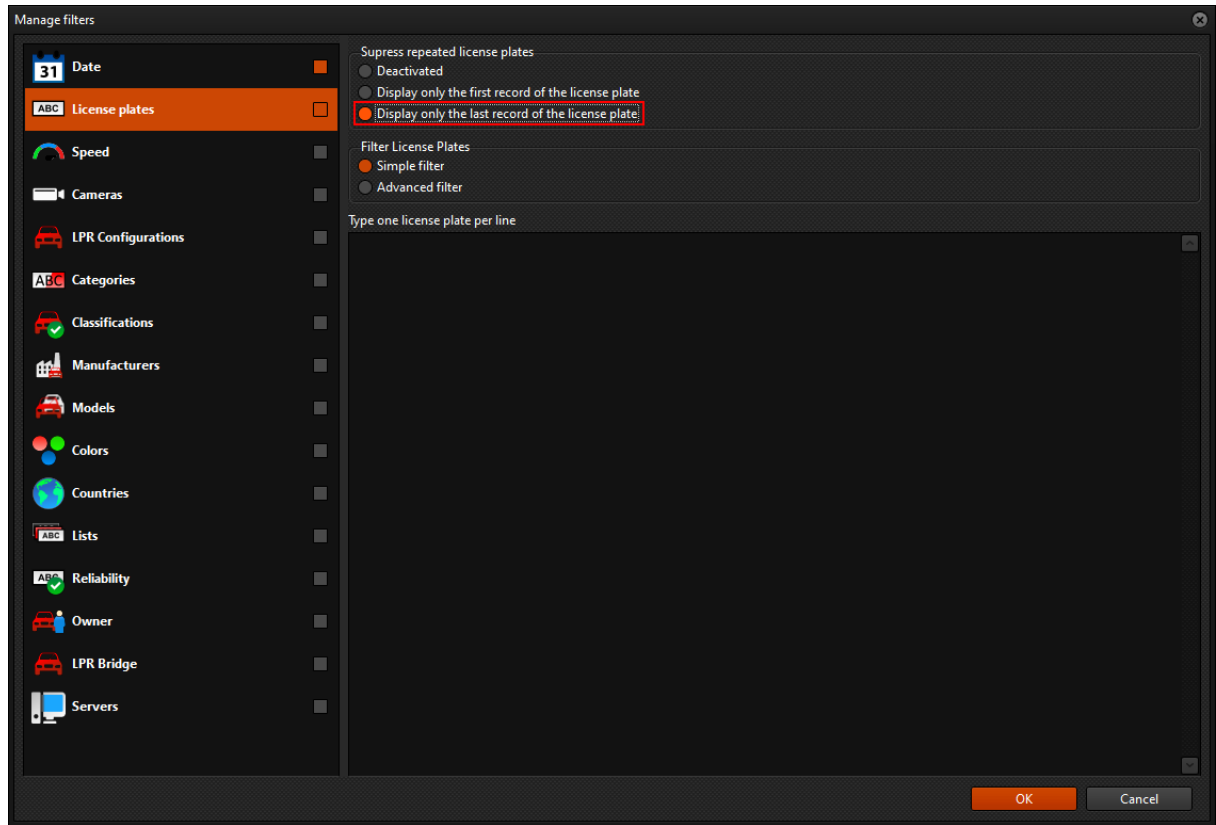 Manage filters
31 Date
ABC License plates
Speed
Cameras
LPR Configurations
ABC Categories
Classifications
Manufacturers
Models
Colors
Countries
ABC Lists
ABC Reliability
Owner
LPR Bridge
Servers
Supress repeated license plates
Deactivated
Display only the first record of the license plate
Display only the last record of the license plate
Filter License Plates
Simple filter
Advanced filter
Type one license plate per line
OK Cancel